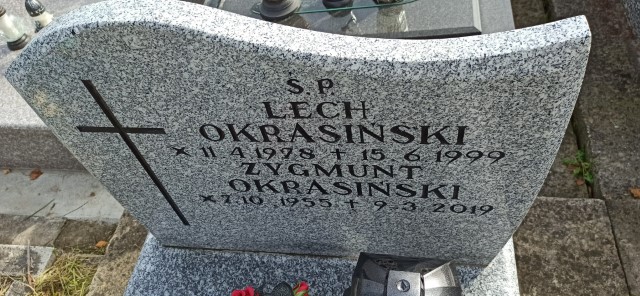 Ś.P.
LECH
OKRASIŃSKI
* 11.4.1978 † 15.6.1999
ZYGMUNT
OKRASIŃSKI
* 7.10.1955 † 9.3.2019